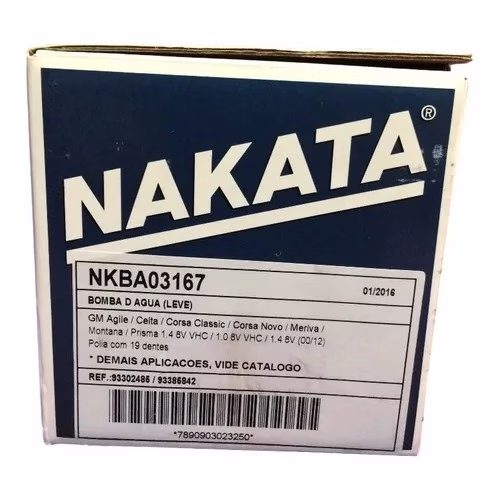 NAKATA®
NKBA03167 01/2016
BOMBA D AGUA (LEVE)
GM Agile / Celta / Corsa Classic / Corsa Novo / Meriva /
Montana / Prisma 1.4 8V VHC / 1.0 8V VHC / 1.4 8V (00/12)
Polia com 19 dentes
* DEMAIS APLICACOES, VIDE CATALOGO
REF.:93302486 / 93385842
*7890903023250*